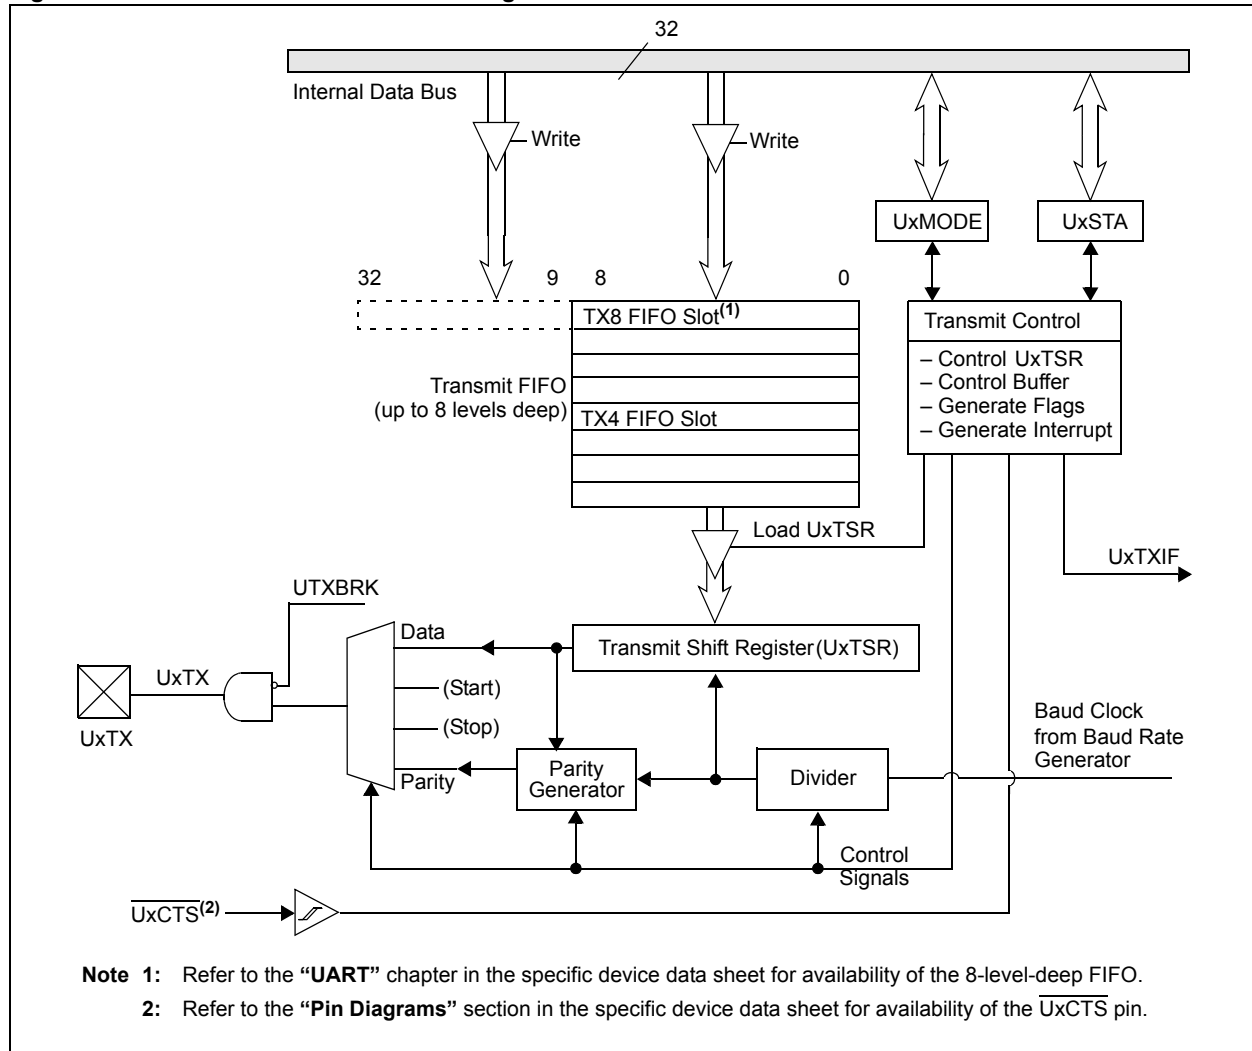 32
Internal Data Bus
Write
Write
UxMODE
UxSTA
32
9
8
0
TX8 FIFO Slot(1)
Transmit Control
– Control UxTSR
– Control Buffer
– Generate Flags
– Generate Interrupt
Transmit FIFO
(up to 8 levels deep)
TX4 FIFO Slot
Load UxTSR
UxTXIF
UTXBRK
Data
Transmit Shift Register(UxTSR)
UxTX
(Start)
(Stop)
UxTX
Baud Clock
from Baud Rate
Generator
Parity
Parity
Generator
Divider
Control
Signals
UxCTS(2)
Note 1: Refer to the “UART” chapter in the specific device data sheet for availability of the 8-level-deep FIFO.
2: Refer to the “Pin Diagrams” section in the specific device data sheet for availability of the UxCTS pin.